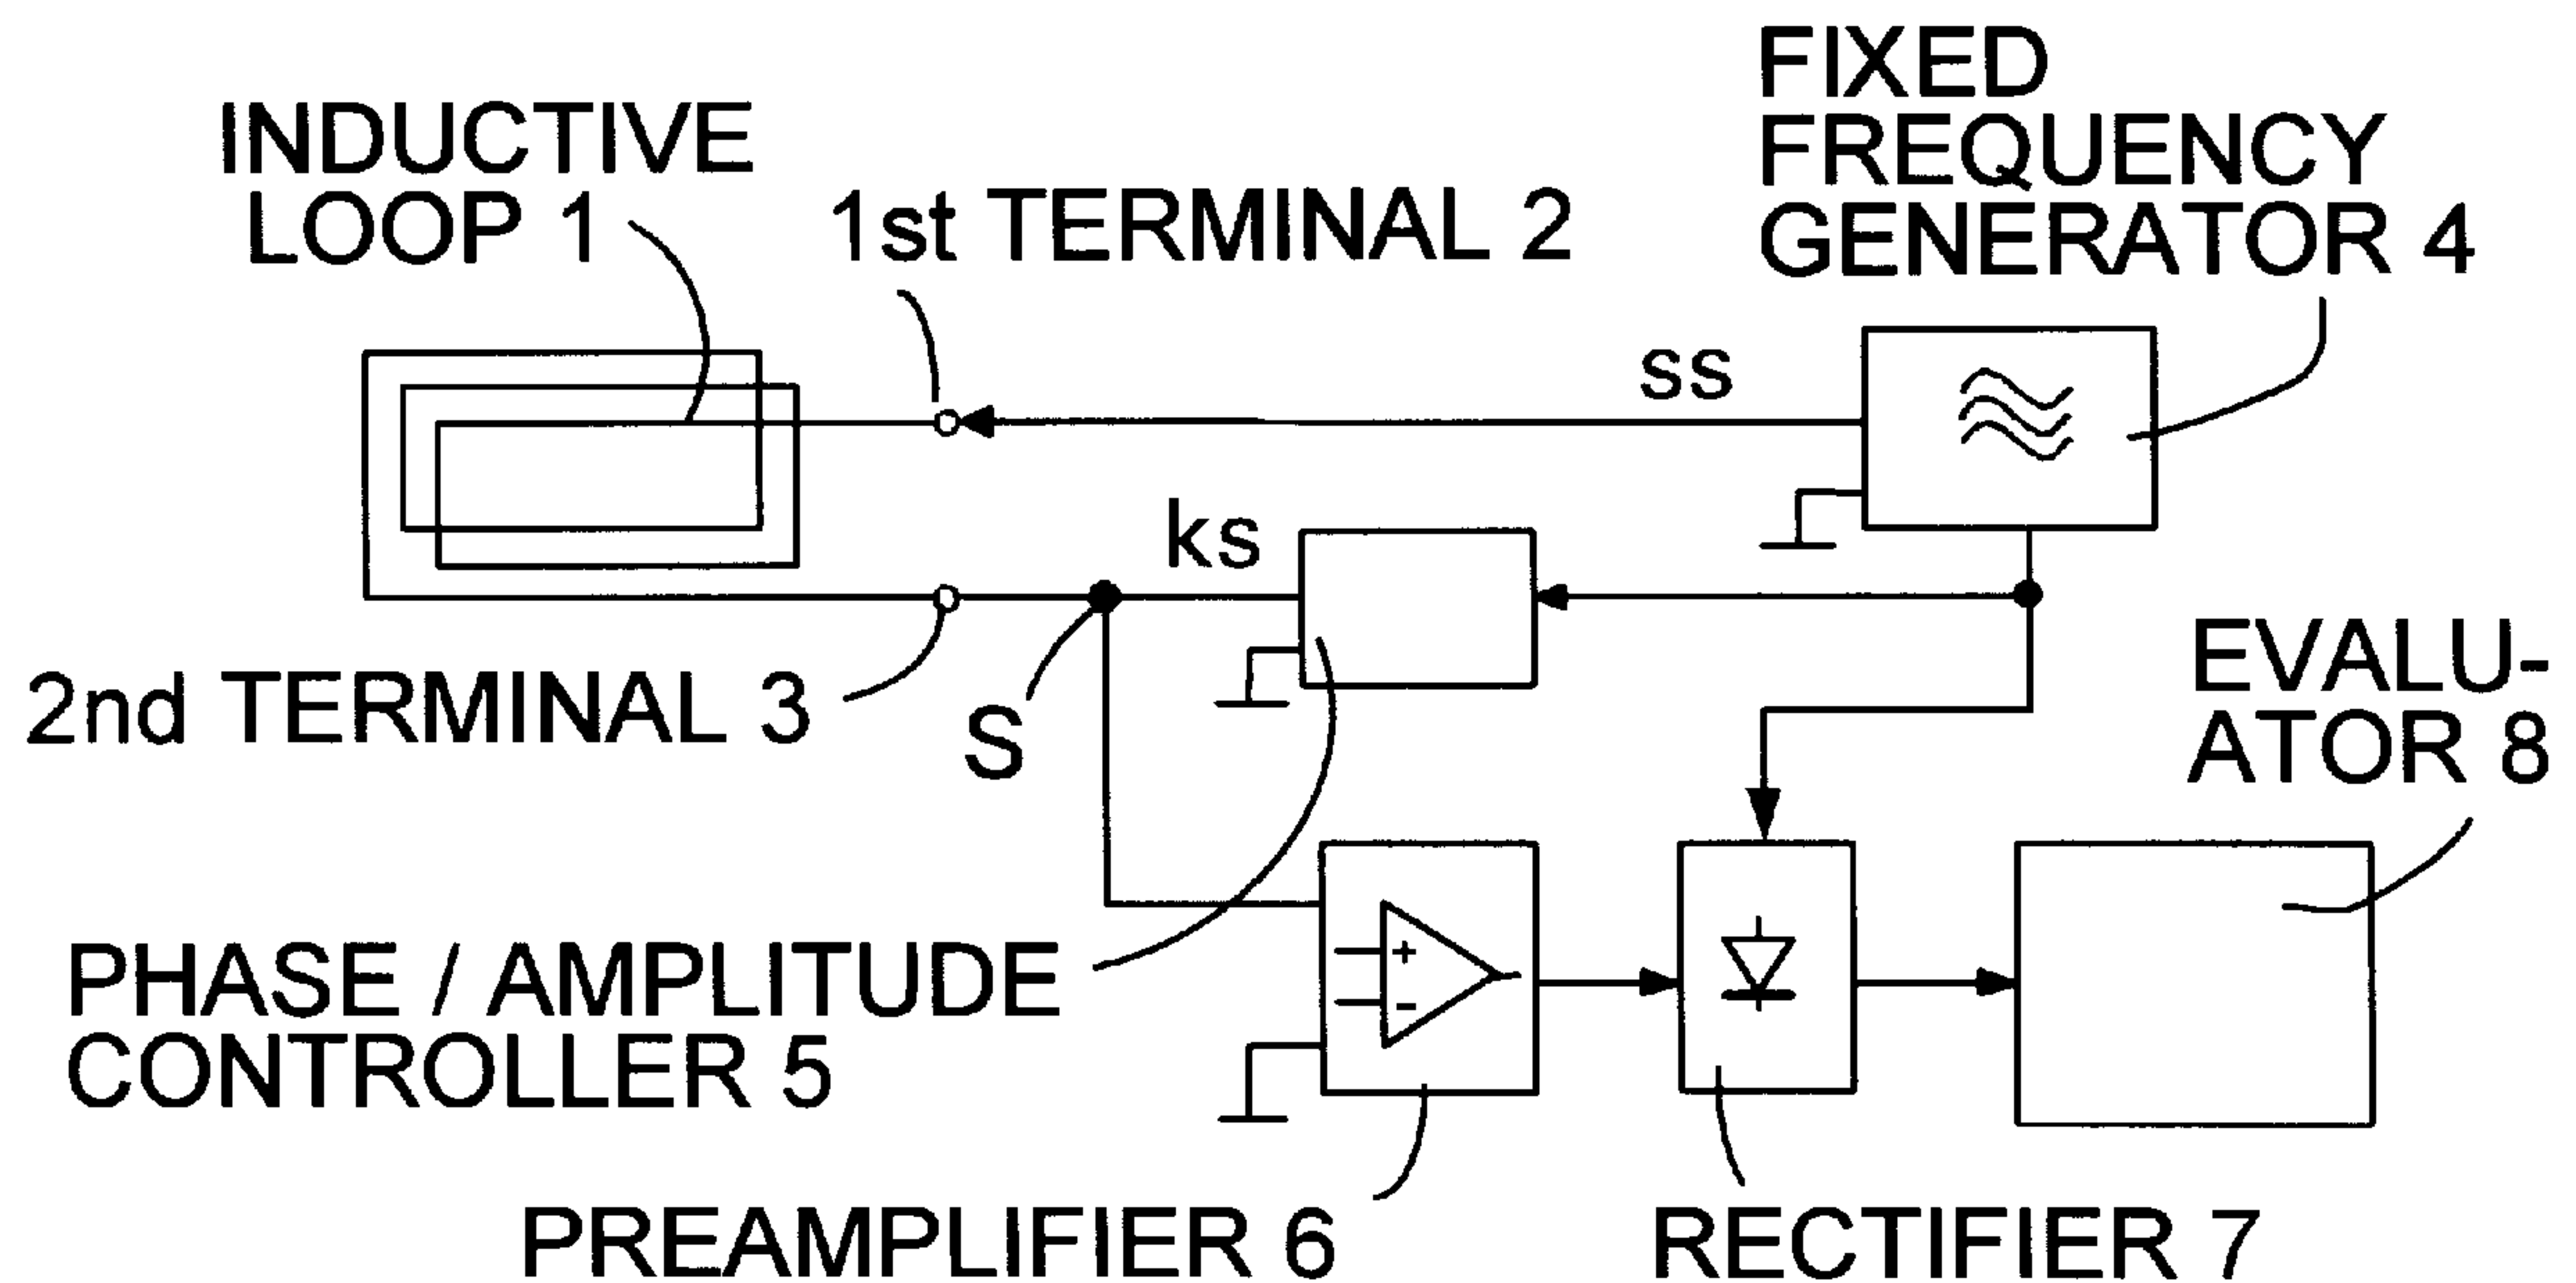 FIXED
FREQUENCY
GENERATOR 4
INDUCTIVE
LOOP 1
1st TERMINAL 2
ss
ks
2nd TERMINAL 3
S
EVALU-
ATOR 8
+
-
PHASE / AMPLITUDE
CONTROLLER 5
PREAMPLIFIER 6
RECTIFIER 7